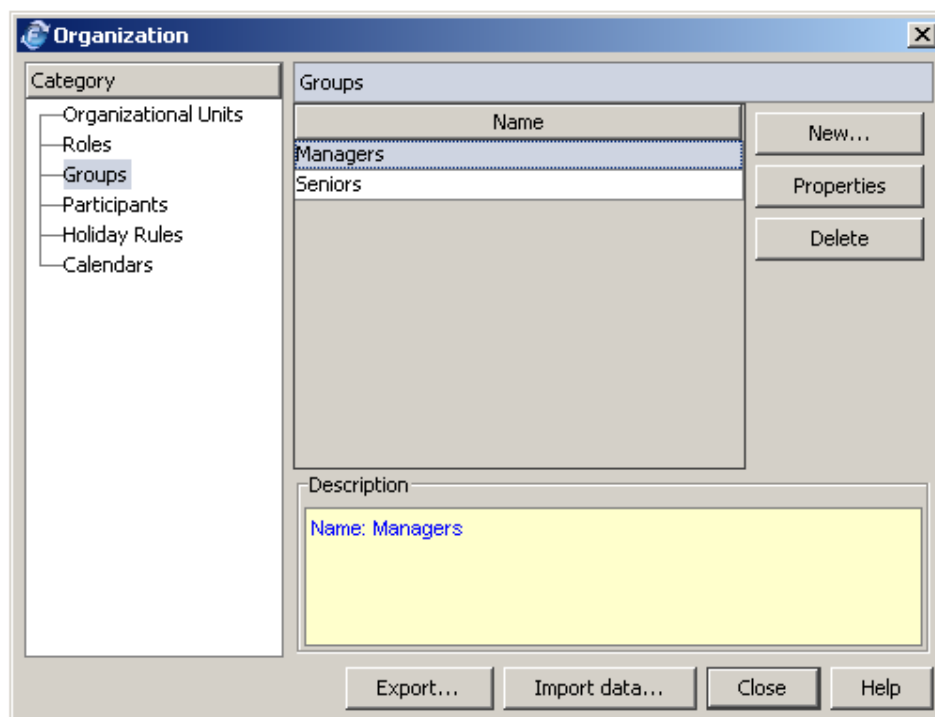 Organization
Category
Organizational Units
Roles
Groups
Participants
Holiday Rules
Calendars
Groups
Name
Managers
Seniors
New...
Properties
Delete
Description
Name: Managers
Export...
Import data...
Close
Help